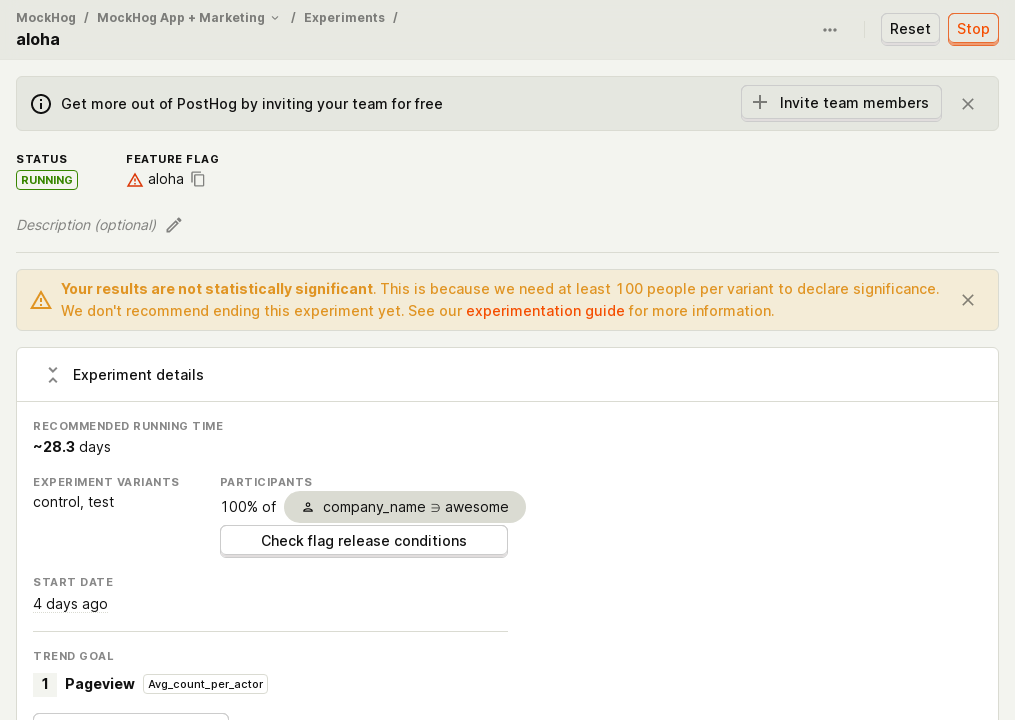 MockHog / MockHog App + Marketing / Experiments /
aloha
Reset
Stop
Get more out of PostHog by inviting your team for free
Invite team members
STATUS
RUNNING
FEATURE FLAG
aloha
Description (optional)
Your results are not statistically significant. This is because we need at least 100 people per variant to declare significance.
We don't recommend ending this experiment yet. See our experimentation guide for more information.
Experiment details
RECOMMENDED RUNNING TIME
~28.3 days
EXPERIMENT VARIANTS
control, test
PARTICIPANTS
100% of company_name ∋ awesome
Check flag release conditions
START DATE
4 days ago
TREND GOAL
1 Pageview Avg_count_per_actor